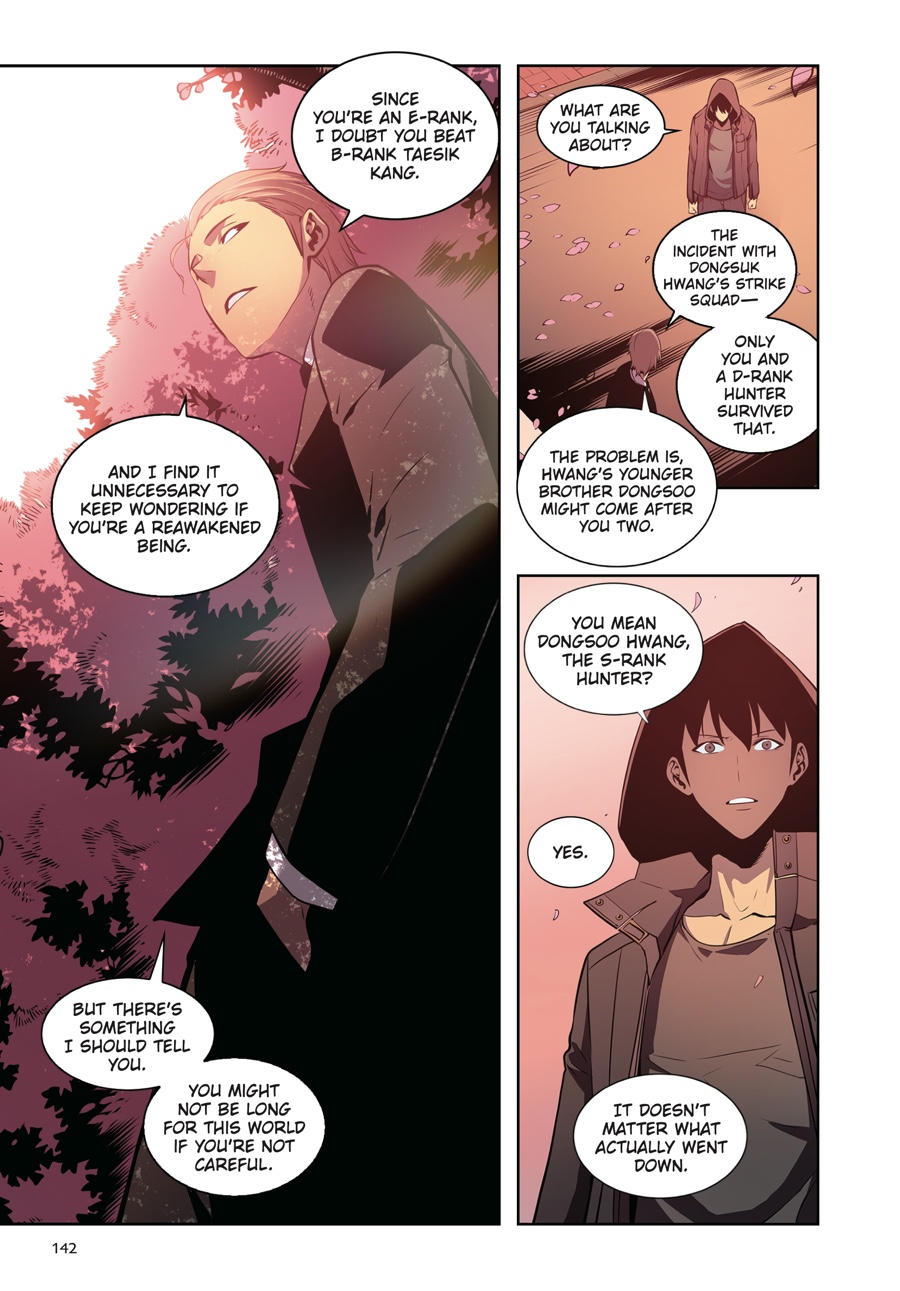 SINCE
YOU'RE AN E-RANK,
I DOUBT YOU BEAT
B-RANK TAESIK
KANG.
AND I FIND IT
UNNECESSARY TO
KEEP WONDERING IF
YOU'RE A REAWAKENED
BEING.
BUT THERE'S
SOMETHING
I SHOULD TELL
YOU.
YOU MIGHT
NOT BE LONG
FOR THIS WORLD
IF YOU'RE NOT
CAREFUL.
WHAT ARE
YOU TALKING
ABOUT?
THE
INCIDENT WITH
DONGSUK
HWANG'S STRIKE
SQUAD—
ONLY
YOU AND
A D-RANK
HUNTER
SURVIVED
THAT.
THE PROBLEM IS,
HWANG'S YOUNGER
BROTHER DONGSOO
MIGHT COME AFTER
YOU TWO.
YOU MEAN
DONGSOO HWANG,
THE S-RANK
HUNTER?
YES.
IT DOESN'T
MATTER WHAT
ACTUALLY WENT
DOWN.
142